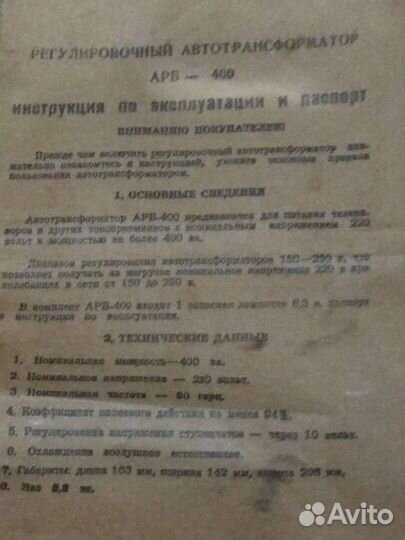 РЕГУЛИРОВОЧНЫЙ АВТОТРАНСФОРМАТОР
АРБ — 400
инструкция по эксплуатации и паспорт
ВНИМАНИЮ ПОКУПАТЕЛЕЙ!
Прежде чем включить регулировочный автотрансформатор
мательно ознакомьтесь с инструкцией, уясните основные правила
пользования автотрансформатором.
1. ОСНОВНЫЕ СВЕДЕНИЯ
Автотрансформатор АРБ-400 предназначен для питания телеви-
зоров и других токоприемников с номинальным напряжением 220
вольт и мощностью не более 400 ва.
Диапазон регулирования автотрансформаторов 150—250 в, что
позволяет получать на нагрузке номинальное напряжение 220 в при
колебании в сети от 150 до 250 в.
В комплект АРБ-400 входит 1 запасная лампочка 6,3 в, паспорт
и инструкция по эксплуатации.
2. ТЕХНИЧЕСКИЕ ДАННЫЕ
1. Номинальная мощность—400 ва.
2. Номинальное напряжение — 220 вольт.
3. Номинальная частота — 50 герц.
4. Коэффициент полезного действия не менее 94%.
5. Регулирование напряжения ступенчатое — через 10 вольт.
6. Охлаждение воздушное естественное.
7. Габариты: длина мм, ширина 142 мм, высота мм.
8. Вес кг.
Avito